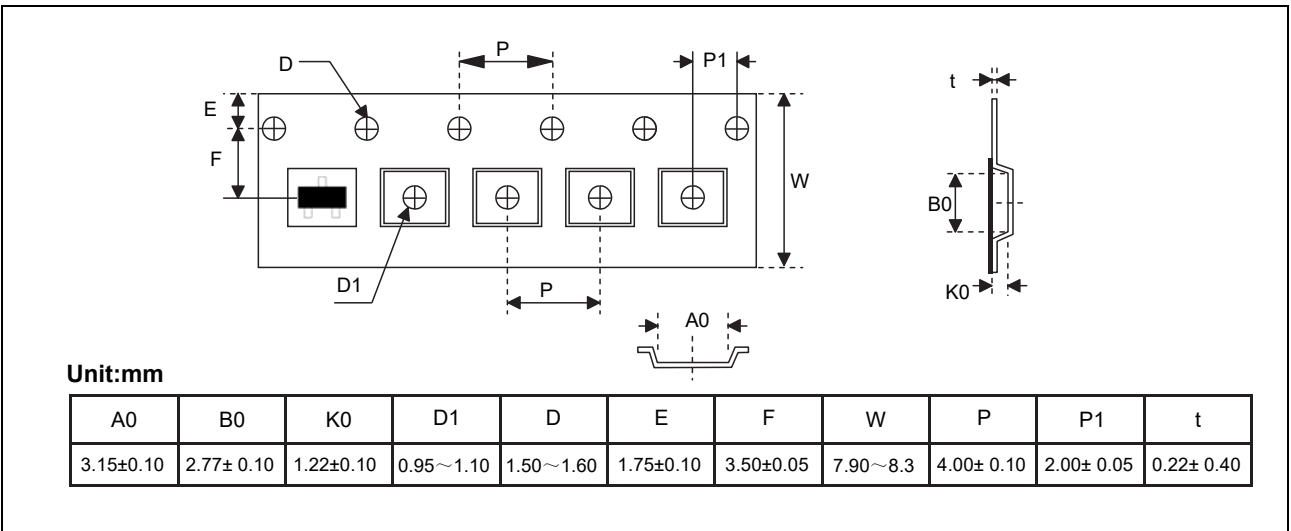 P
P1
D
t
E
F
W
B0
D1
P
K0
A0
Unit:mm
A0 B0 K0 D1 D E F W P P1 t
3.15±0.10 2.77± 0.10 1.22±0.10 0.95～1.10 1.50～1.60 1.75±0.10 3.50±0.05 7.90～8.3 4.00± 0.10 2.00± 0.05 0.22± 0.40